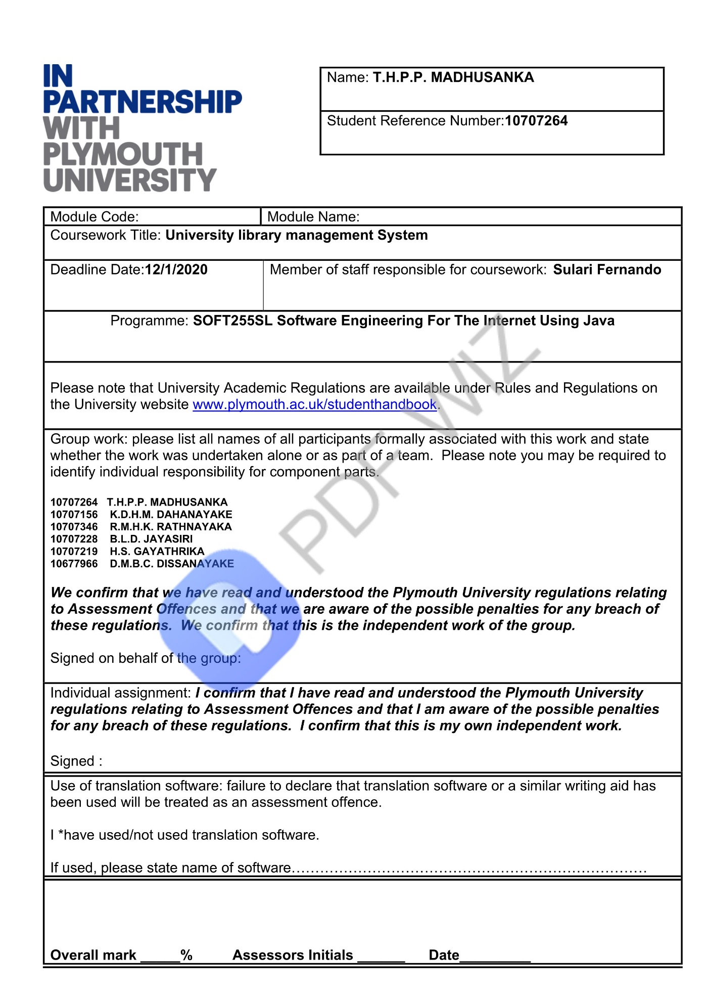 IN
PARTNERSHIP
WITH
PLYMOUTH
UNIVERSITY
Name: T.H.P.P. MADHUSANKA
Student Reference Number:10707264
Module Code: Module Name:
Coursework Title: University library management System
Deadline Date:12/1/2020 Member of staff responsible for coursework: Sulari Fernando
Programme: SOFT255SL Software Engineering For The Internet Using Java
Please note that University Academic Regulations are available under Rules and Regulations on
the University website www.plymouth.ac.uk/studenthandbook.
Group work: please list all names of all participants formally associated with this work and state
whether the work was undertaken alone or as part of a team. Please note you may be required to
identify individual responsibility for component parts.
10707264 T.H.P.P. MADHUSANKA
10707156 K.D.H.M. DAHANAYAKE
10707346 R.M.H.K. RATHNAYAKA
10707228 B.L.D. JAYASIRI
10707219 H.S. GAYATHRIKA
10677966 D.M.B.C. DISSANAYAKE
We confirm that we have read and understood the Plymouth University regulations relating
to Assessment Offences and that we are aware of the possible penalties for any breach of
these regulations. We confirm that this is the independent work of the group.
Signed on behalf of the group:
Individual assignment: I confirm that I have read and understood the Plymouth University
regulations relating to Assessment Offences and that I am aware of the possible penalties
for any breach of these regulations. I confirm that this is my own independent work.
Signed :
Use of translation software: failure to declare that translation software or a similar writing aid has
been used will be treated as an assessment offence.
I *have used/not used translation software.
If used, please state name of software…………………………………………………………………
Overall mark _____% Assessors Initials ______ Date_________
PDF WIZ